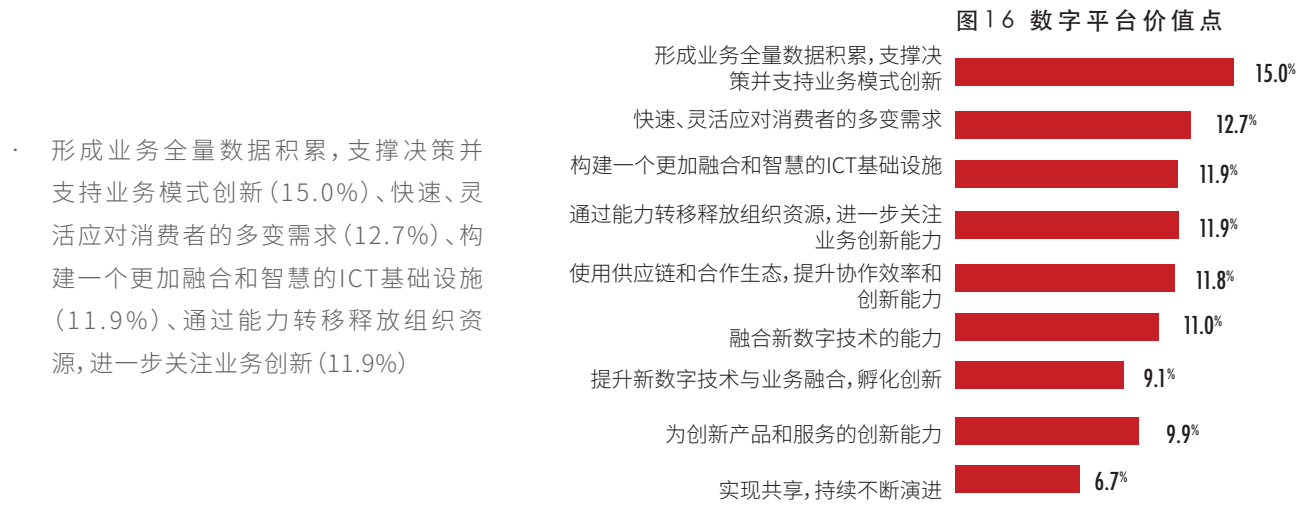 · 形成业务全量数据积累，支撑决策并
支持业务模式创新（15.0%）、快速、灵
活应对消费者的多变需求（12.7%）、构
建一个更加融合和智慧的ICT基础设施
（11.9%）、通过能力转移释放组织资
源，进一步关注业务创新（11.9%）
图16 数字平台价值点
形成业务全量数据积累，支撑决
策并支持业务模式创新
15.0%
快速、灵活应对消费者的多变需求
12.7%
构建一个更加融合和智慧的ICT基础设施
11.9%
通过能力转移释放组织资源，进一步关注
业务创新能力
11.9%
使用供应链和合作生态，提升协作效率和
创新能力
11.8%
融合新数字技术的能力
11.0%
提升新数字技术与业务融合，孵化创新
9.1%
为创新产品和服务的创新能力
9.9%
实现共享，持续不断演进
6.7%